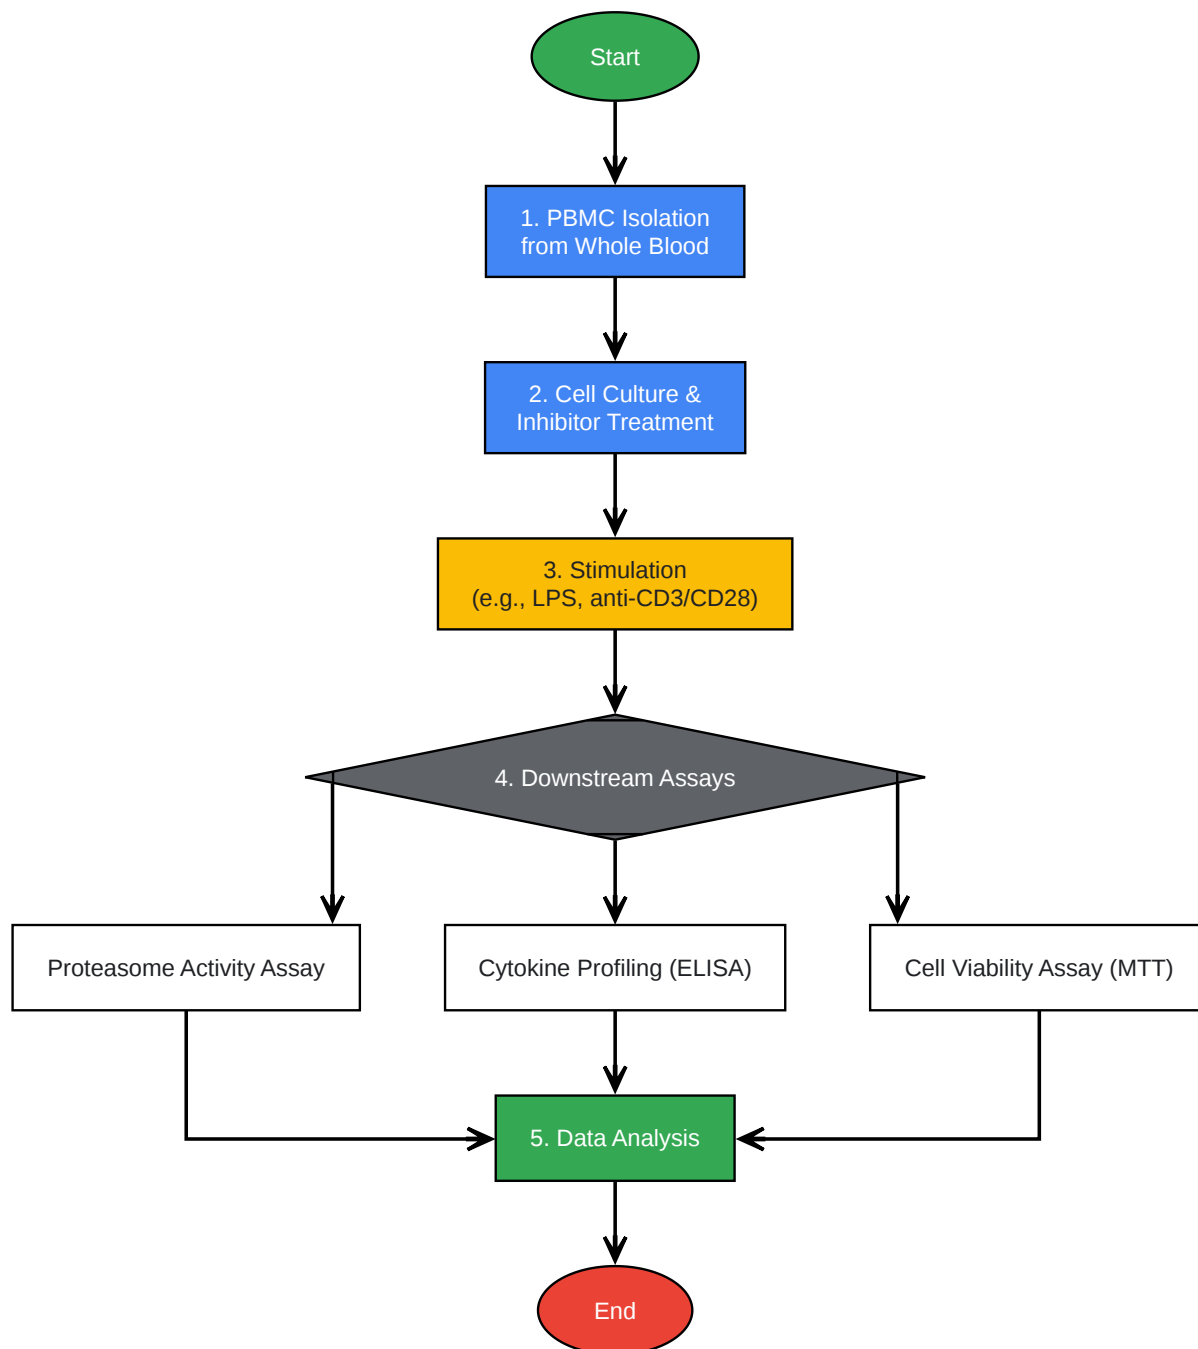 Start
1. PBMC Isolation
from Whole Blood
2. Cell Culture &
Inhibitor Treatment
3. Stimulation
(e.g., LPS, anti-CD3/CD28)
4. Downstream Assays
Proteasome Activity Assay
Cytokine Profiling (ELISA)
Cell Viability Assay (MTT)
5. Data Analysis
End